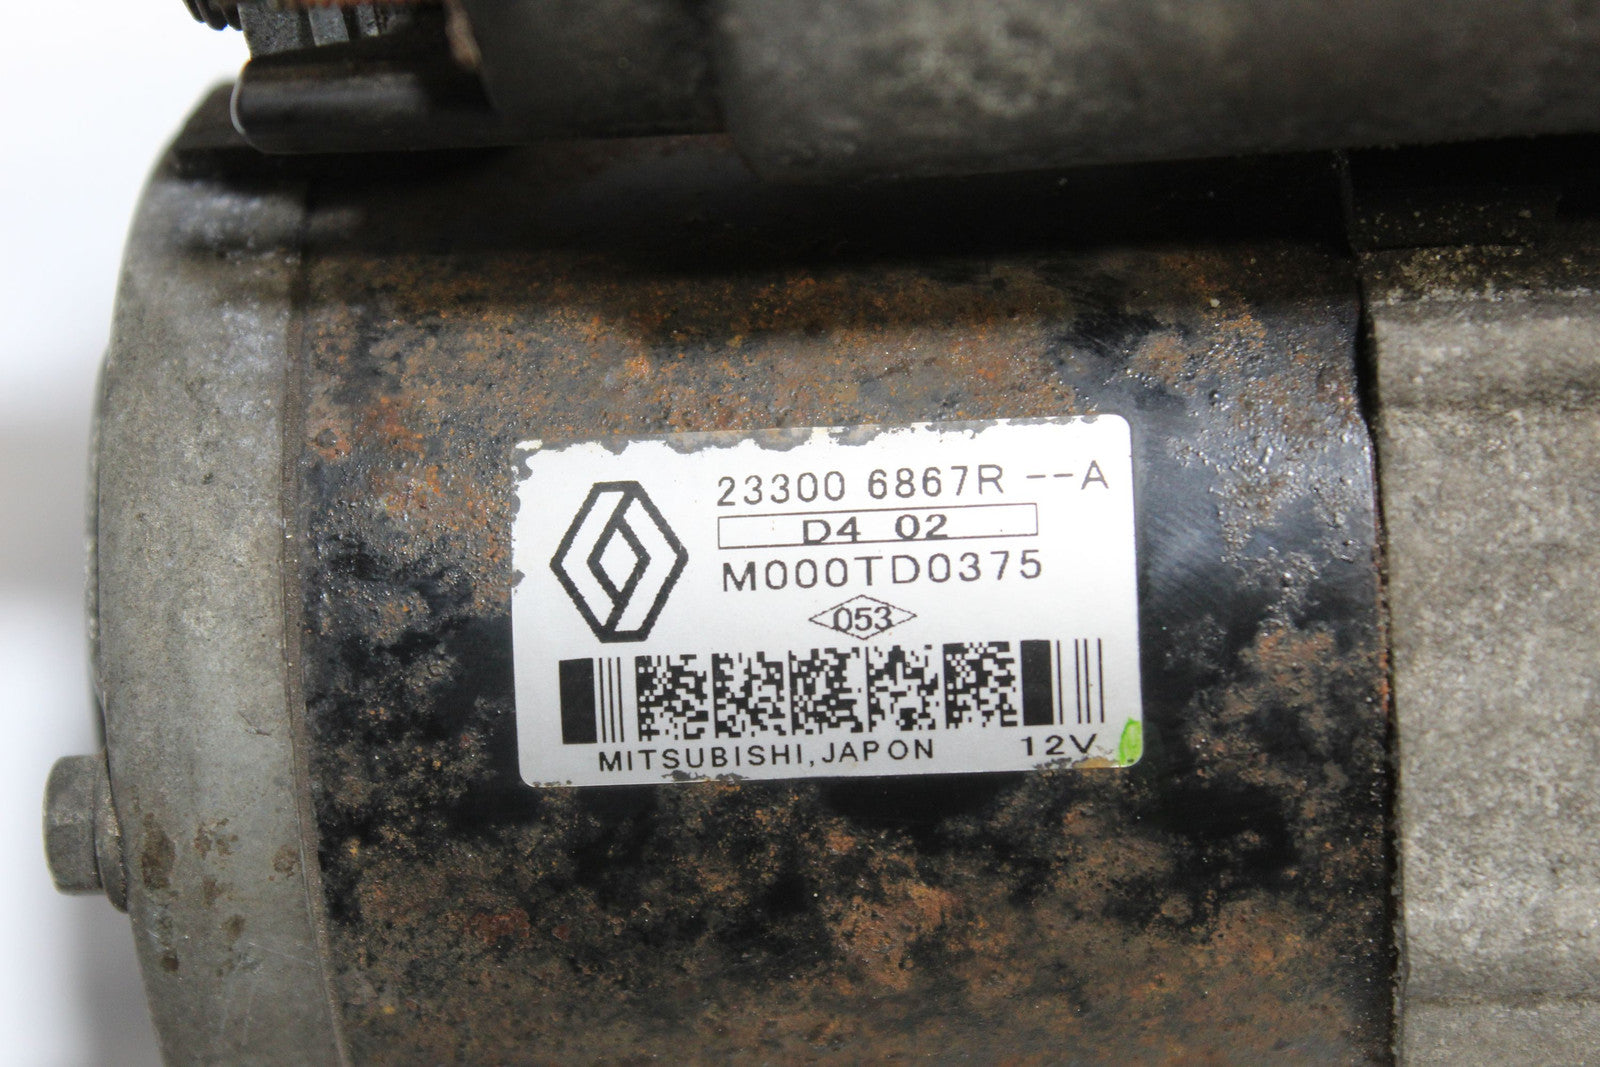 23300 6867R --A
D4 02
M000TD0375
053
MITSUBISHI,JAPON 12V